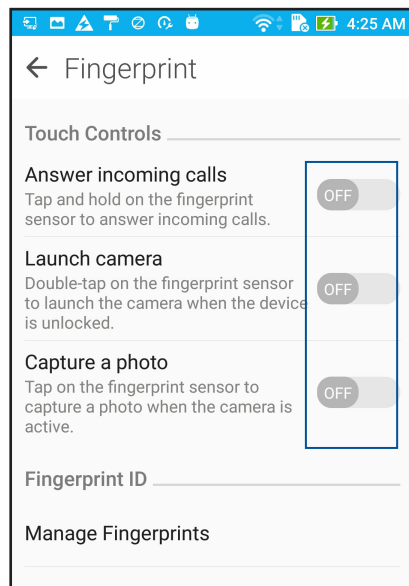 4:25 AM
Fingerprint
Touch Controls
Answer incoming calls
Tap and hold on the fingerprint
sensor to answer incoming calls.
OFF
Launch camera
Double-tap on the fingerprint sensor
to launch the camera when the device
is unlocked.
OFF
Capture a photo
Tap on the fingerprint sensor to
capture a photo when the camera is
active.
OFF
Fingerprint ID
Manage Fingerprints